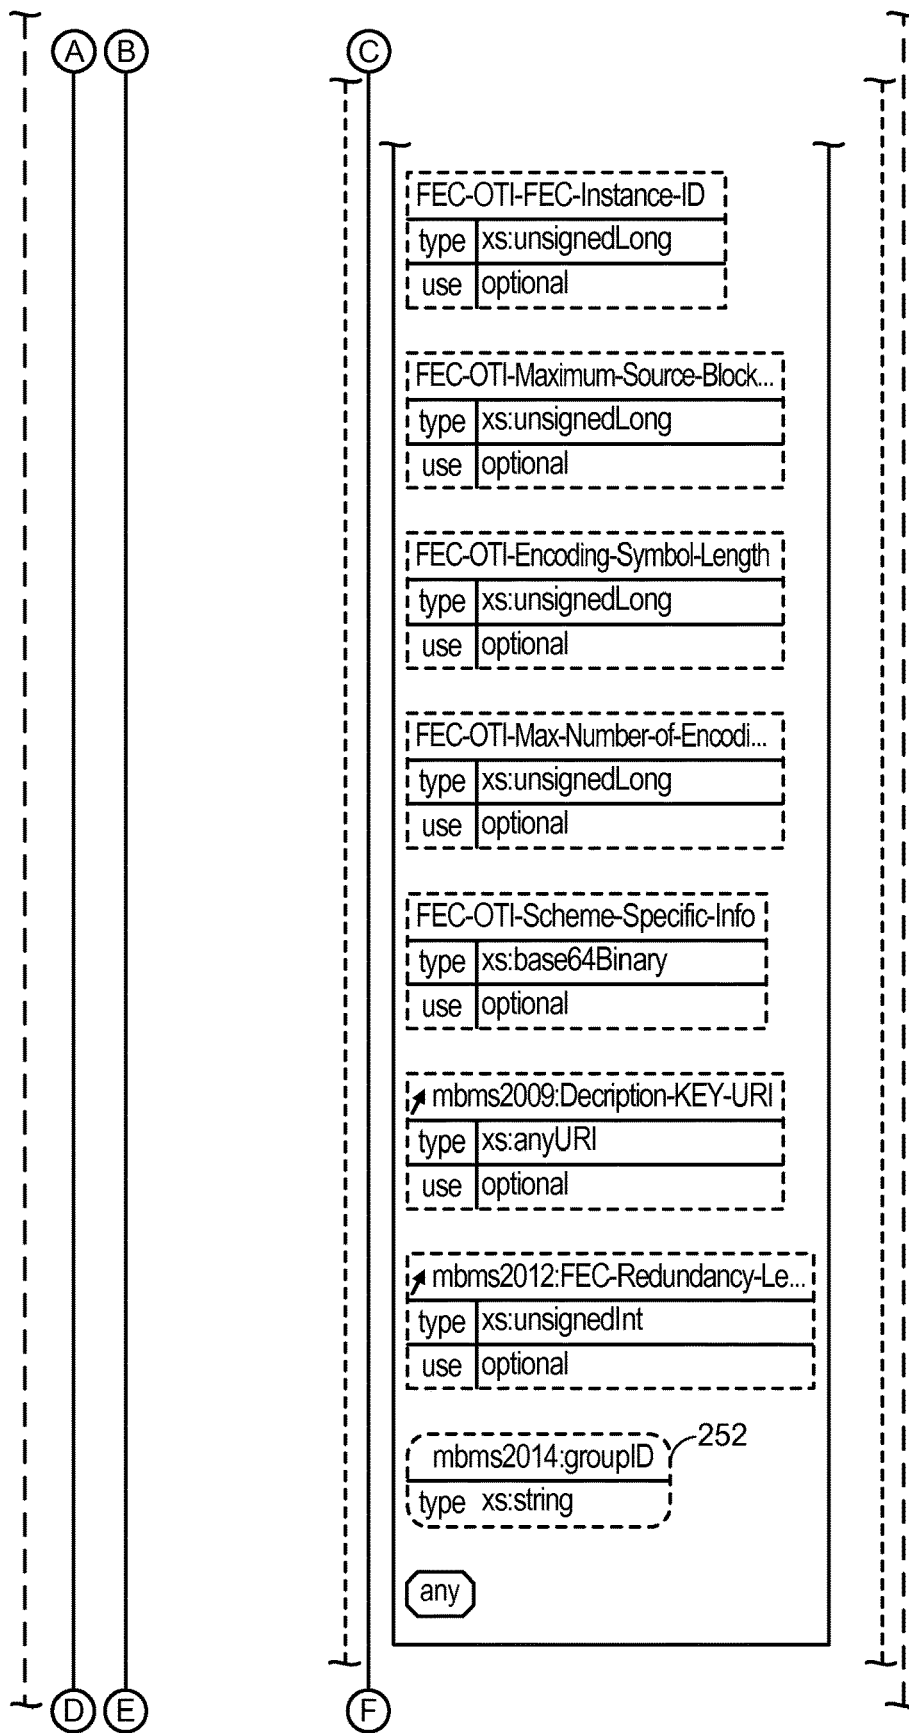 A B C
FEC-OTI-FEC-Instance-ID
type xs:unsignedLong
use optional
FEC-OTI-Maximum-Source-Block...
type xs:unsignedLong
use optional
FEC-OTI-Encoding-Symbol-Length
type xs:unsignedLong
use optional
FEC-OTI-Max-Number-of-Encodi...
type xs:unsignedLong
use optional
FEC-OTI-Scheme-Specific-Info
type xs:base64Binary
use optional
mbms2009:Decription-KEY-URI
type xs:anyURI
use optional
mbms2012:FEC-Redundancy-Le...
type xs:unsignedInt
use optional
mbms2014:groupID 252
type xs:string
any
D E F